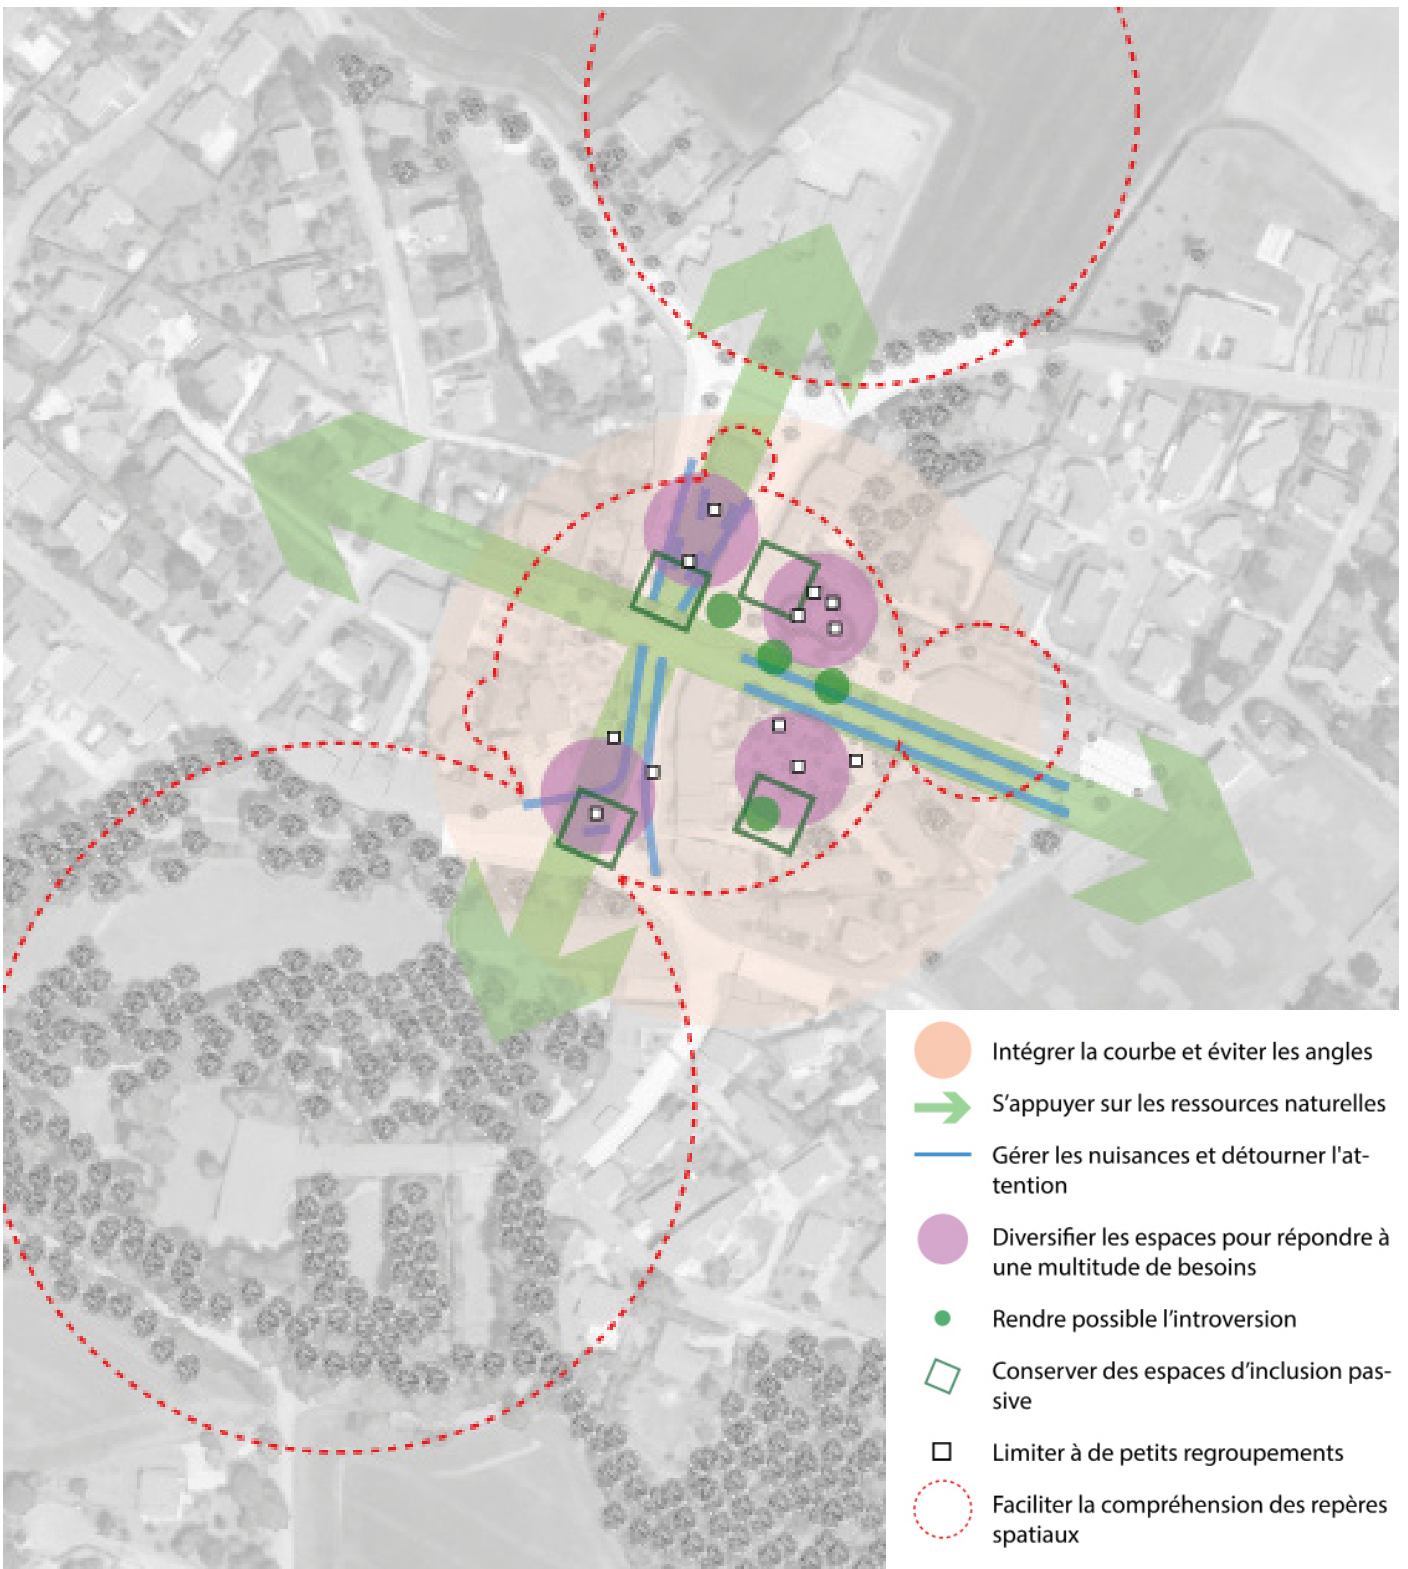 Intégrer la courbe et éviter les angles
S'appuyer sur les ressources naturelles
Gérer les nuisances et détourner l'at-
tention
Diversifier les espaces pour répondre à
une multitude de besoins
Rendre possible l'introversion
Conserver des espaces d'inclusion pas-
sive
Limiter à de petits regroupements
Faciliter la compréhension des repères
spatiaux